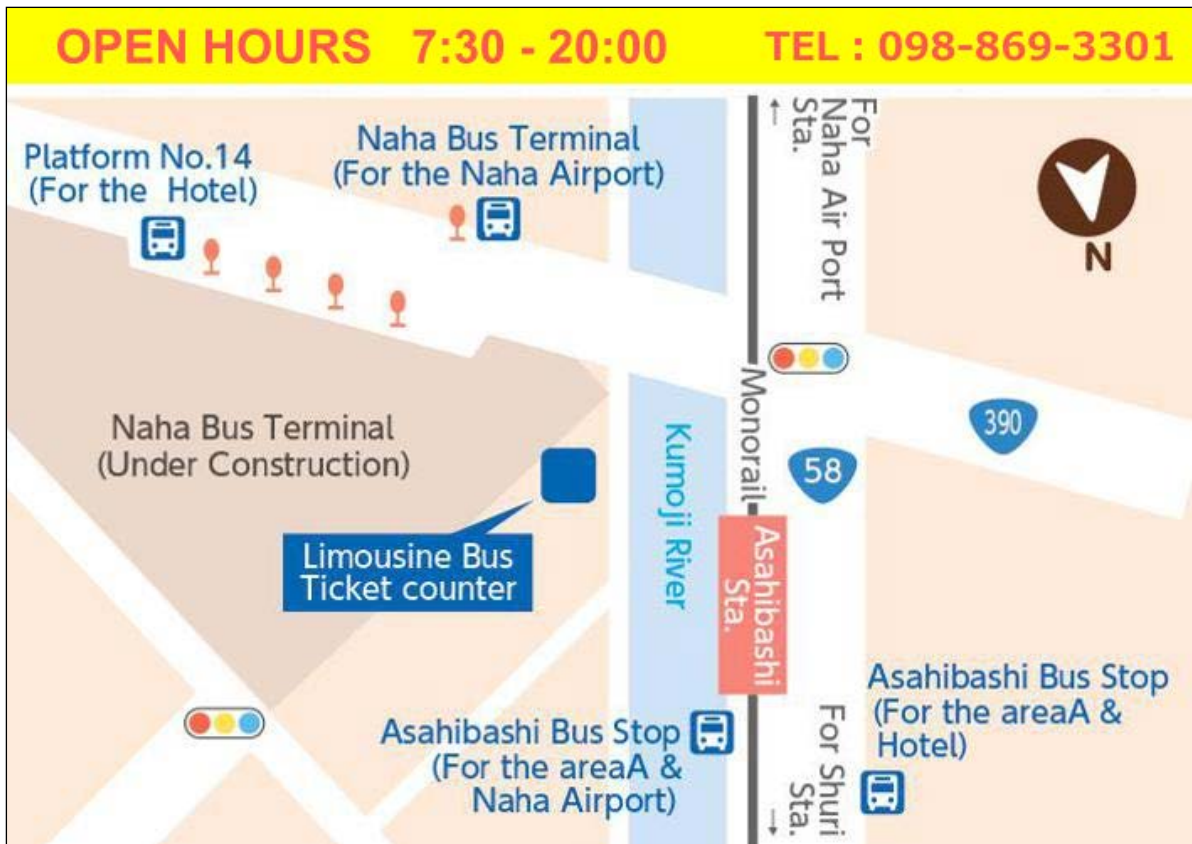 OPEN HOURS 7:30 - 20:00
TEL : 098-869-3301
Platform No.14
(For the Hotel)
Naha Bus Terminal
(For the Naha Airport)
For
Naha Air Port
Sta.
←
N
Naha Bus Terminal
(Under Construction)
Monorail
390
58
Kumoji River
Limousine Bus
Ticket counter
Asahibashi
Sta.
Asahibashi Bus Stop
(For the areaA &
Naha Airport)
For Shuri
Sta.
→
Asahibashi Bus Stop
(For the areaA &
Hotel)